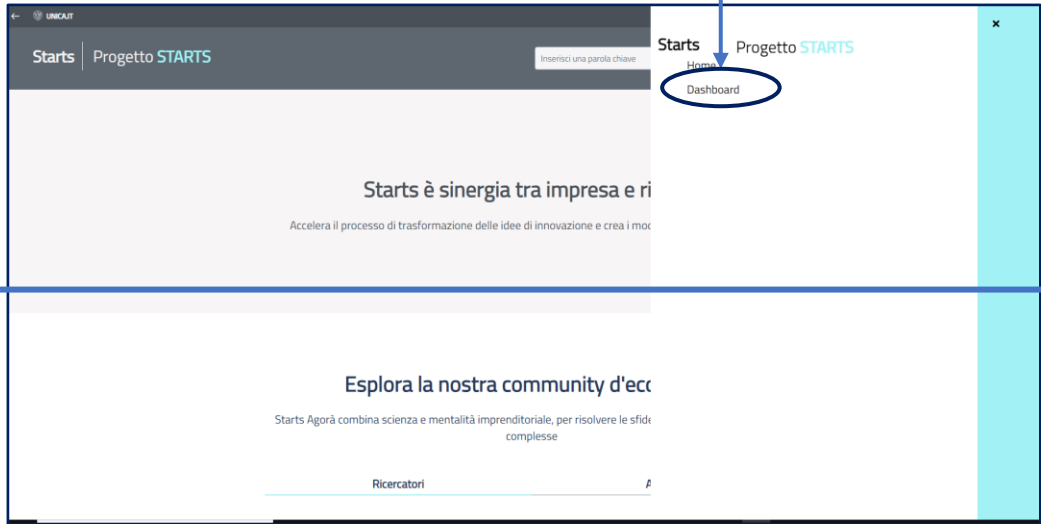 UNICA.IT
Starts Progetto STARTS
Inserisci una parola chiave
×
Starts Progetto STARTS
Home
Dashboard
Starts è sinergia tra impresa e ri
Accelera il processo di trasformazione delle idee di innovazione e crea i
Esplora la nostra community d'eco
Starts Agorà combina scienza e mentalità imprenditoriale, per risolvere le sfide
complesse
Ricercatori